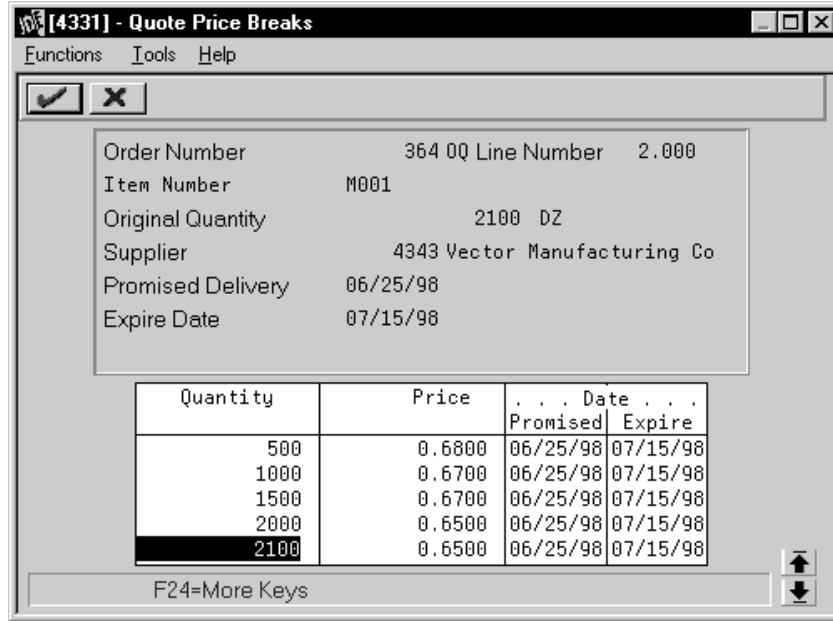 [4331] - Quote Price Breaks
Functions Tools Help
Order Number 364 OQ Line Number 2.000
Item Number M001
Original Quantity 2100 DZ
Supplier 4343 Vector Manufacturing Co
Promised Delivery 06/25/98
Expire Date 07/15/98
Quantity Price . . . Date . . .
Promised Expire
500 0.6800 06/25/98 07/15/98
1000 0.6700 06/25/98 07/15/98
1500 0.6700 06/25/98 07/15/98
2000 0.6500 06/25/98 07/15/98
2100 0.6500 06/25/98 07/15/98
F24=More Keys